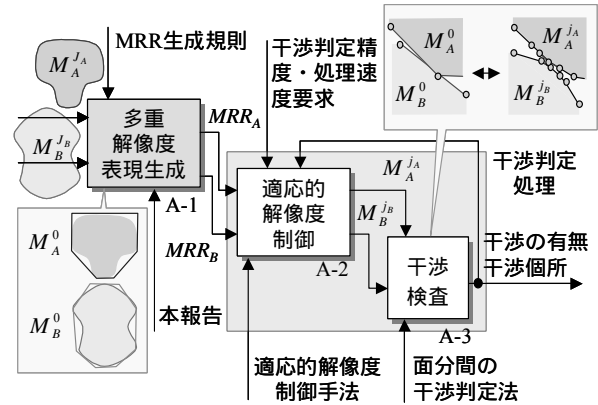 MRR生成規則
M_A^{J_A}
M_B^{J_B}
多重
解像度
表現生成
A-1
MRR_A
MRR_B
干渉判定精
度・処理速
度要求
M_A^0
M_B^0
M_A^{j_A}
M_B^{j_B}
M_A^0
M_B^0
本報告
適応的
解像度
制御
A-2
M_A^{j_A}
M_B^{j_B}
干渉判定
処理
干渉
検査
A-3
干渉の有無
干渉個所
適応的解像度
制御手法
面分間の
干渉判定法